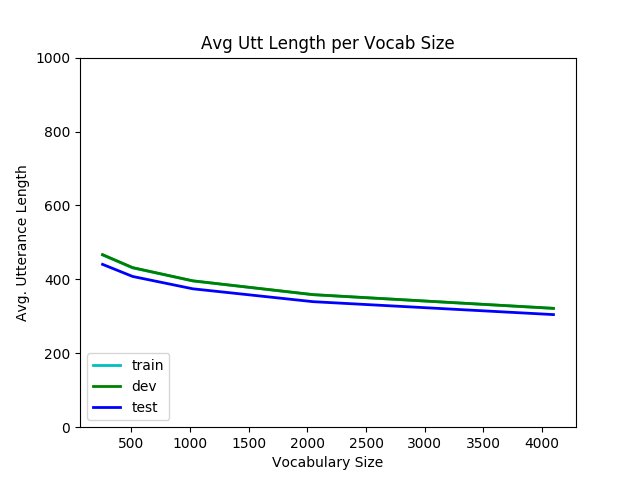 Avg Utt Length per Vocab Size
1000
800
600
400
200
0
Avg. Utterance Length
train
dev
test
500 1000 1500 2000 2500 3000 3500 4000
Vocabulary Size